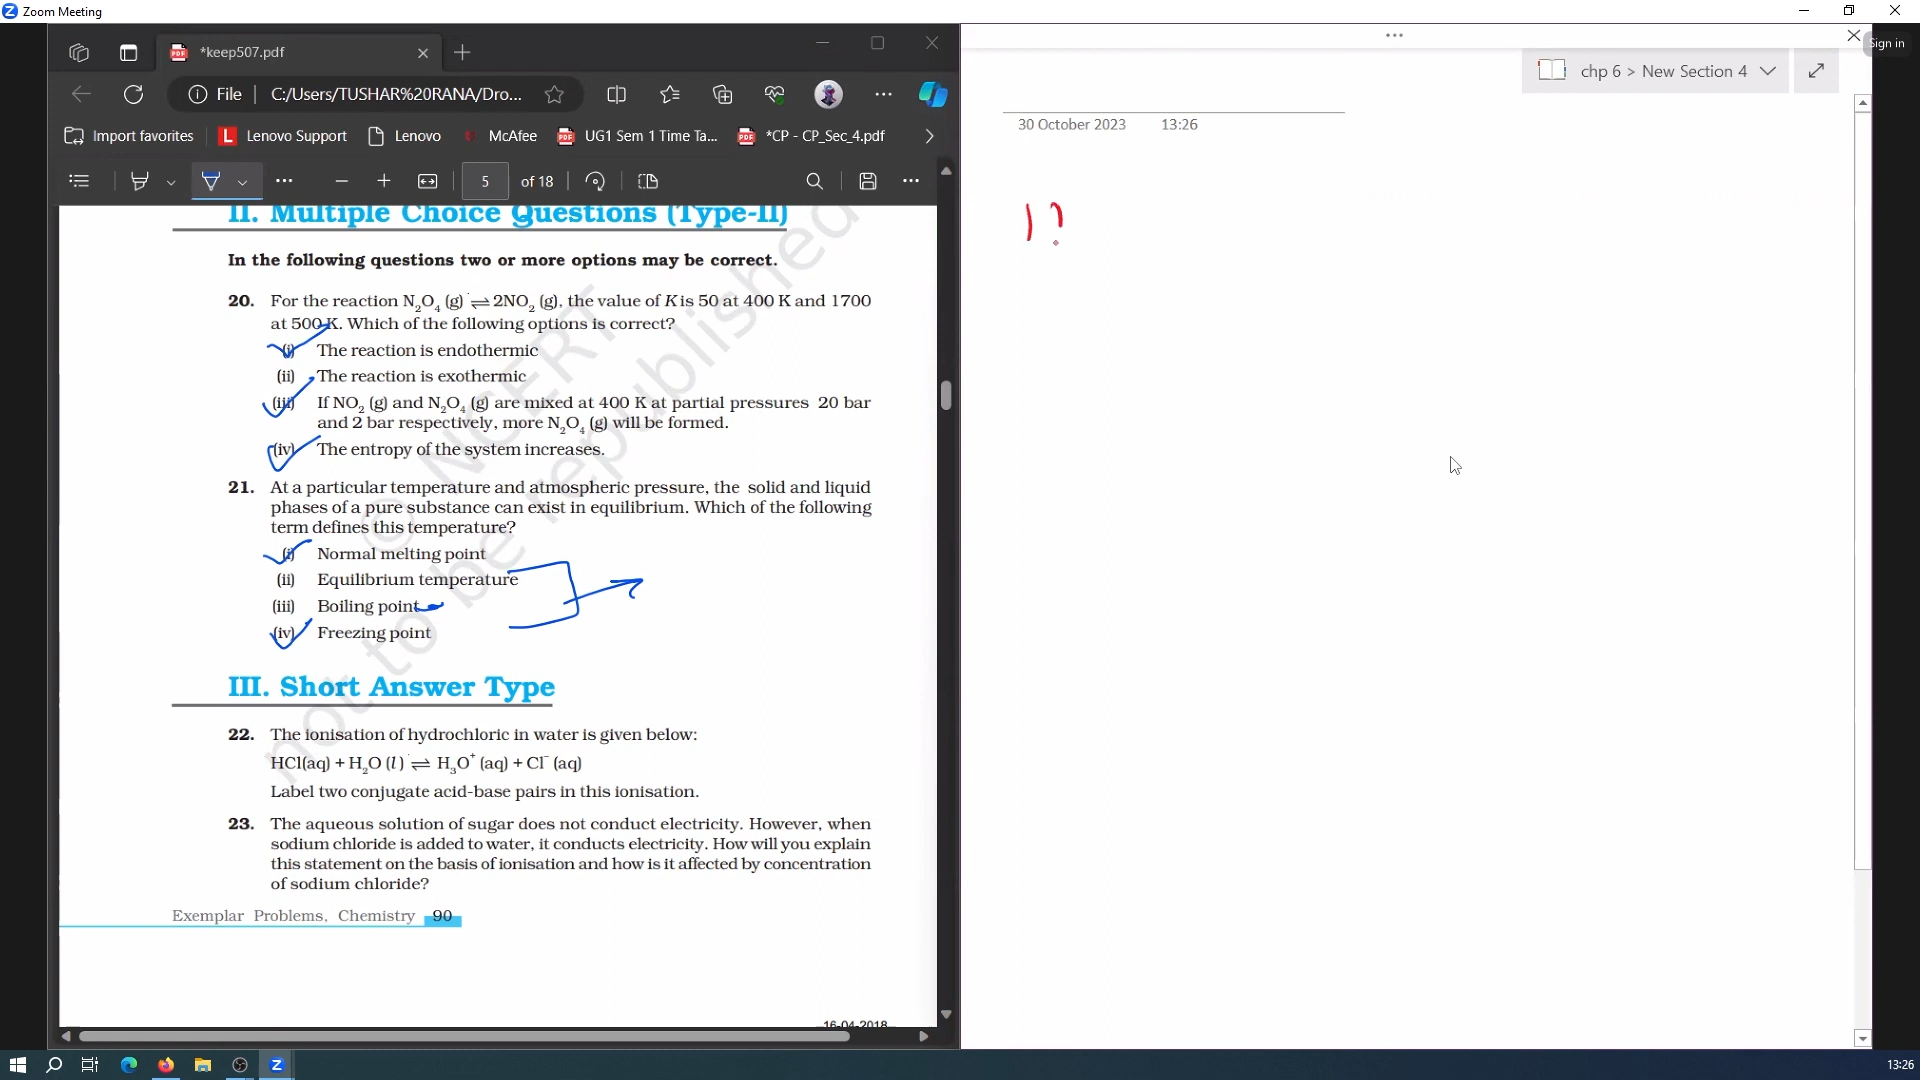 Zoom Meeting
*keep507.pdf
Sign in
File | C:/Users/TUSHAR%20RANA/Dro...
chp 6 > New Section 4
Import favorites Lenovo Support Lenovo McAfee UG1 Sem 1 Time Ta... *CP - CP_Sec_4.pdf
30 October 2023 13:26
5 of 18
II. Multiple Choice Questions (Type-II)
In the following questions two or more options may be correct.
20. For the reaction N₂O₄ (g) ⇌ 2NO₂ (g), the value of K is 50 at 400 K and 1700
at 500 K. Which of the following options is correct?
(i) The reaction is endothermic
(ii) The reaction is exothermic
(iii) If NO₂ (g) and N₂O₄ (g) are mixed at 400 K at partial pressures 20 bar
and 2 bar respectively, more N₂O₄ (g) will be formed.
(iv) The entropy of the system increases.
21. At a particular temperature and atmospheric pressure, the solid and liquid
phases of a pure substance can exist in equilibrium. Which of the following
term defines this temperature?
(i) Normal melting point
(ii) Equilibrium temperature
(iii) Boiling point
(iv) Freezing point
III. Short Answer Type
22. The ionisation of hydrochloric in water is given below:
HCl(aq) + H₂O (l) ⇌ H₃O⁺ (aq) + Cl⁻ (aq)
Label two conjugate acid-base pairs in this ionisation.
23. The aqueous solution of sugar does not conduct electricity. However, when
sodium chloride is added to water, it conducts electricity. How will you explain
this statement on the basis of ionisation and how is it affected by concentration
of sodium chloride?
Exemplar Problems, Chemistry 90
16-04-2018
© NCERT
not to be republished
13:26